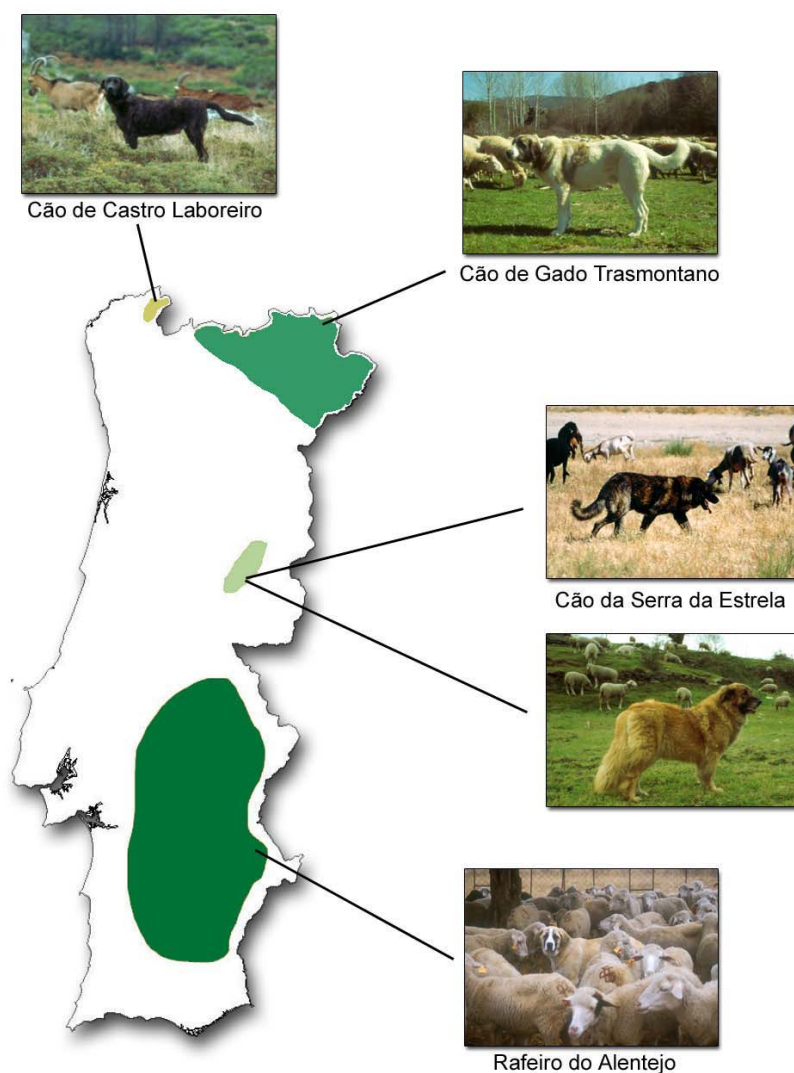 Cão de Castro Laboreiro
Cão de Gado Trasmontano
Cão da Serra da Estrela
Rafeiro do Alentejo